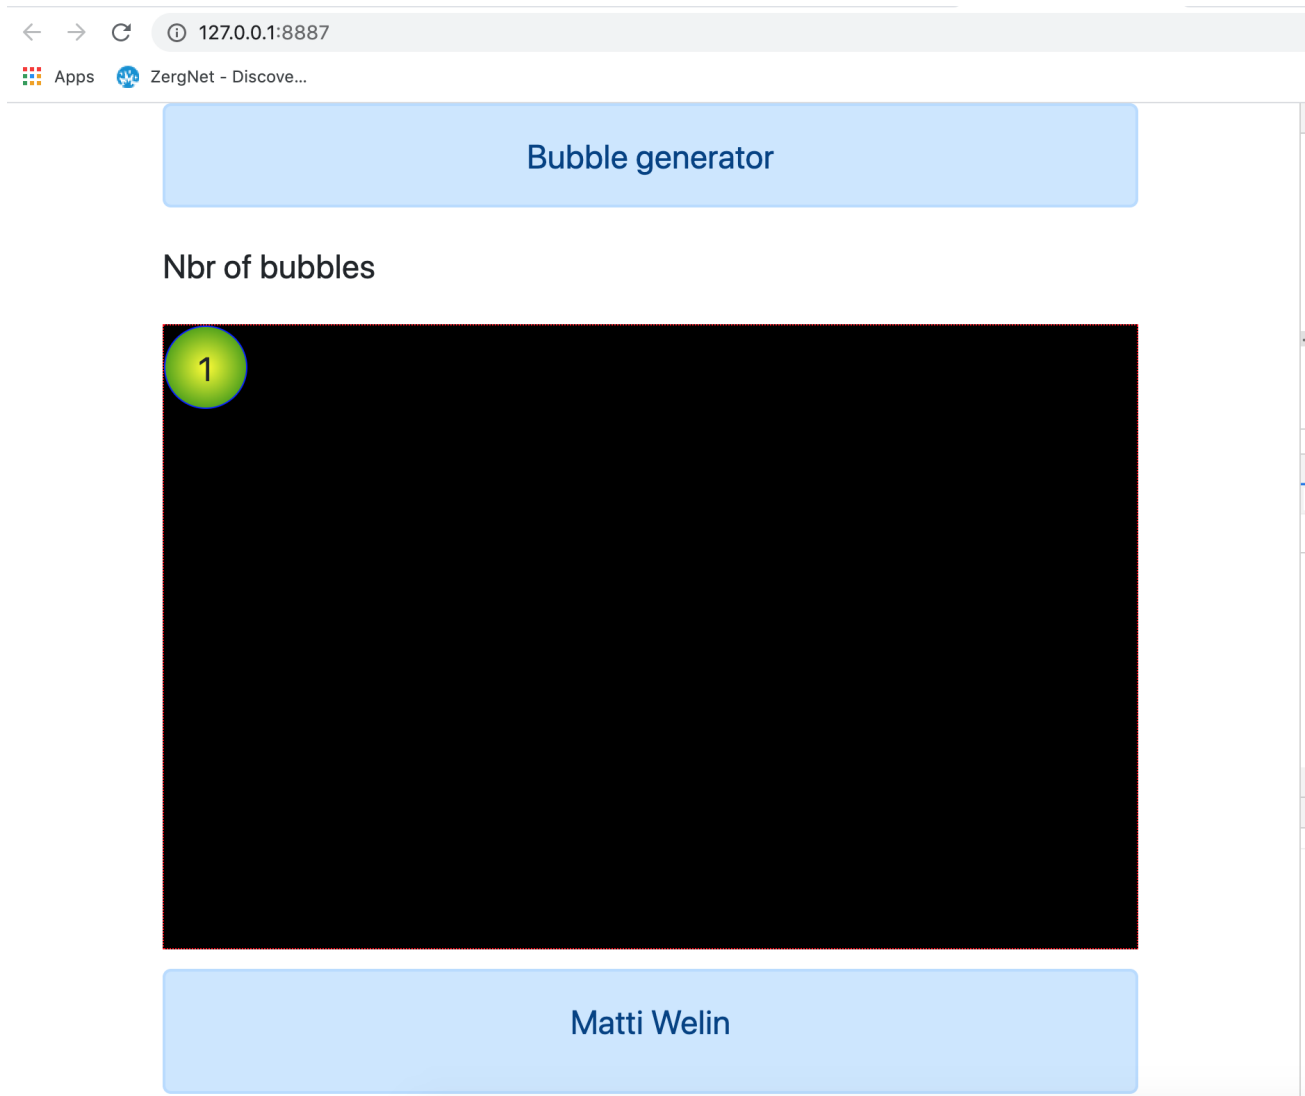 127.0.0.1:8887
Apps ZergNet - Discove...
Bubble generator
Nbr of bubbles
1
Matti Welin